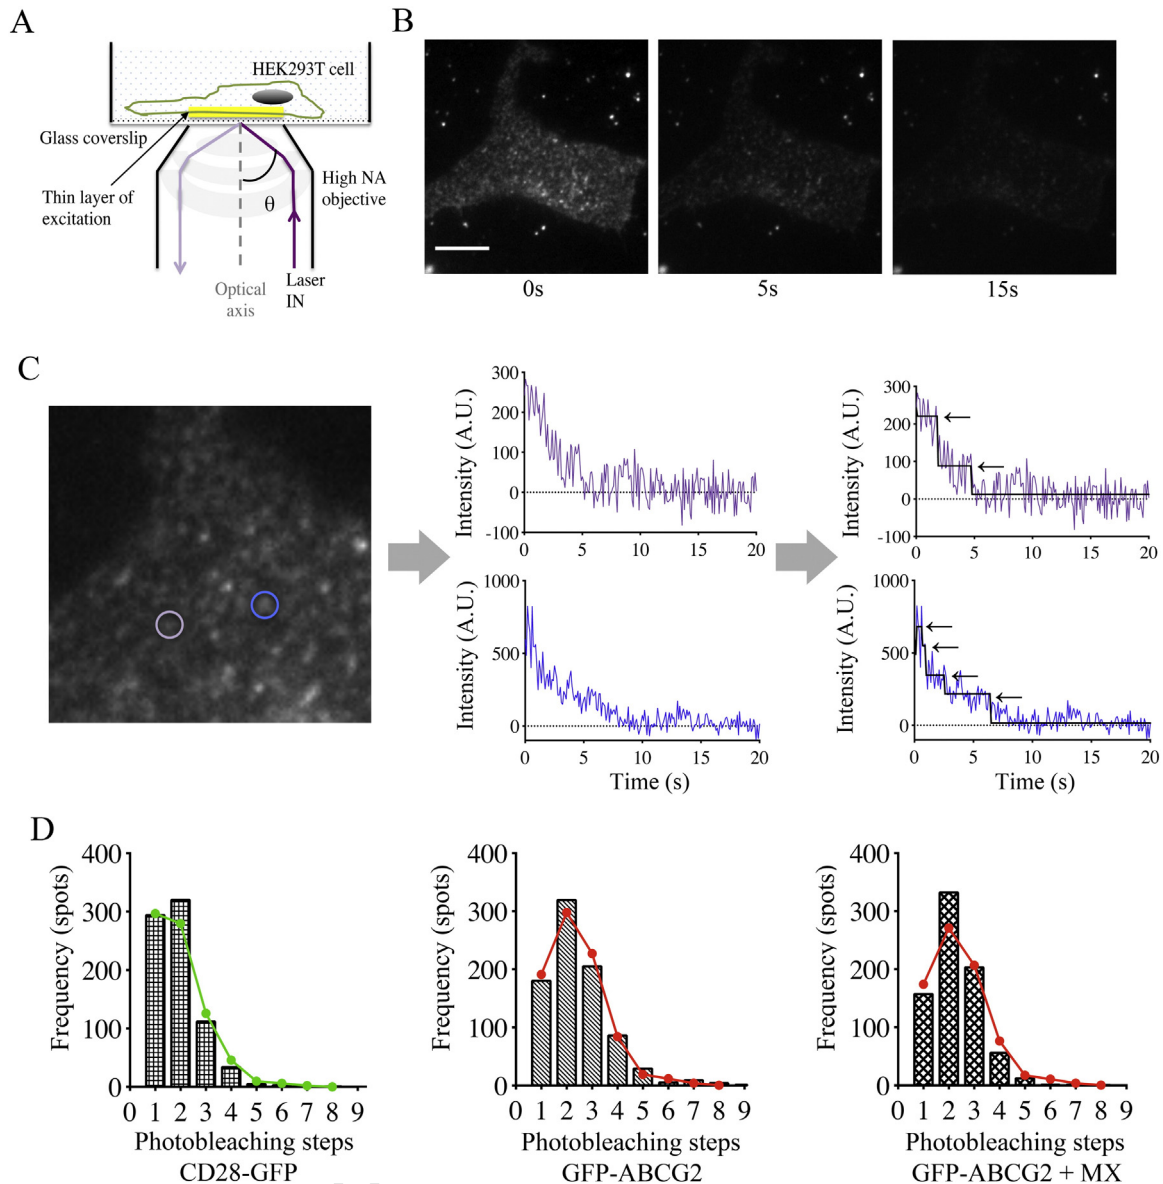 A
HEK293T cell
Glass coverslip
Thin layer of
excitation
High NA
objective
θ
Optical
axis
Laser
IN
B
0s
5s
15s
C
Intensity (A.U.)
300
200
100
0
-100
0 5 10 15 20
Intensity (A.U.)
300
200
100
0
-100
0 5 10 15 20
Intensity (A.U.)
1000
500
0
0 5 10 15 20
Time (s)
Intensity (A.U.)
1000
500
0
0 5 10 15 20
Time (s)
D
Frequency (spots)
400
300
200
100
0
0 1 2 3 4 5 6 7 8 9
Photobleaching steps
CD28-GFP
Frequency (spots)
400
300
200
100
0
0 1 2 3 4 5 6 7 8 9
Photobleaching steps
GFP-ABCG2
Frequency (spots)
400
300
200
100
0
0 1 2 3 4 5 6 7 8 9
Photobleaching steps
GFP-ABCG2 + MX